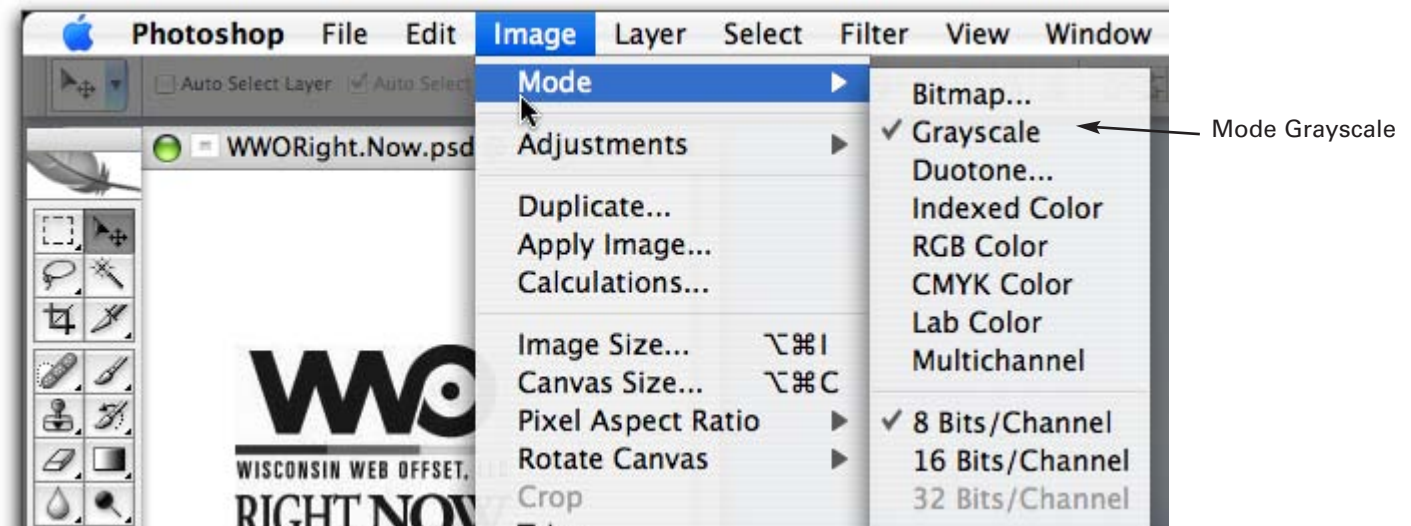 Photoshop File Edit Image Layer Select Filter View Window
Auto Select Layer Auto Select
WWORight.Now.psd
Mode
Adjustments
Duplicate...
Apply Image...
Calculations...
Image Size... ⌥⌘I
Canvas Size... ⌥⌘C
Pixel Aspect Ratio
Rotate Canvas
Crop
Bitmap...
✓ Grayscale
Duotone...
Indexed Color
RGB Color
CMYK Color
Lab Color
Multichannel
✓ 8 Bits/Channel
16 Bits/Channel
32 Bits/Channel
Mode Grayscale
WWO
WISCONSIN WEB OFFSET,
RIGHT NOW